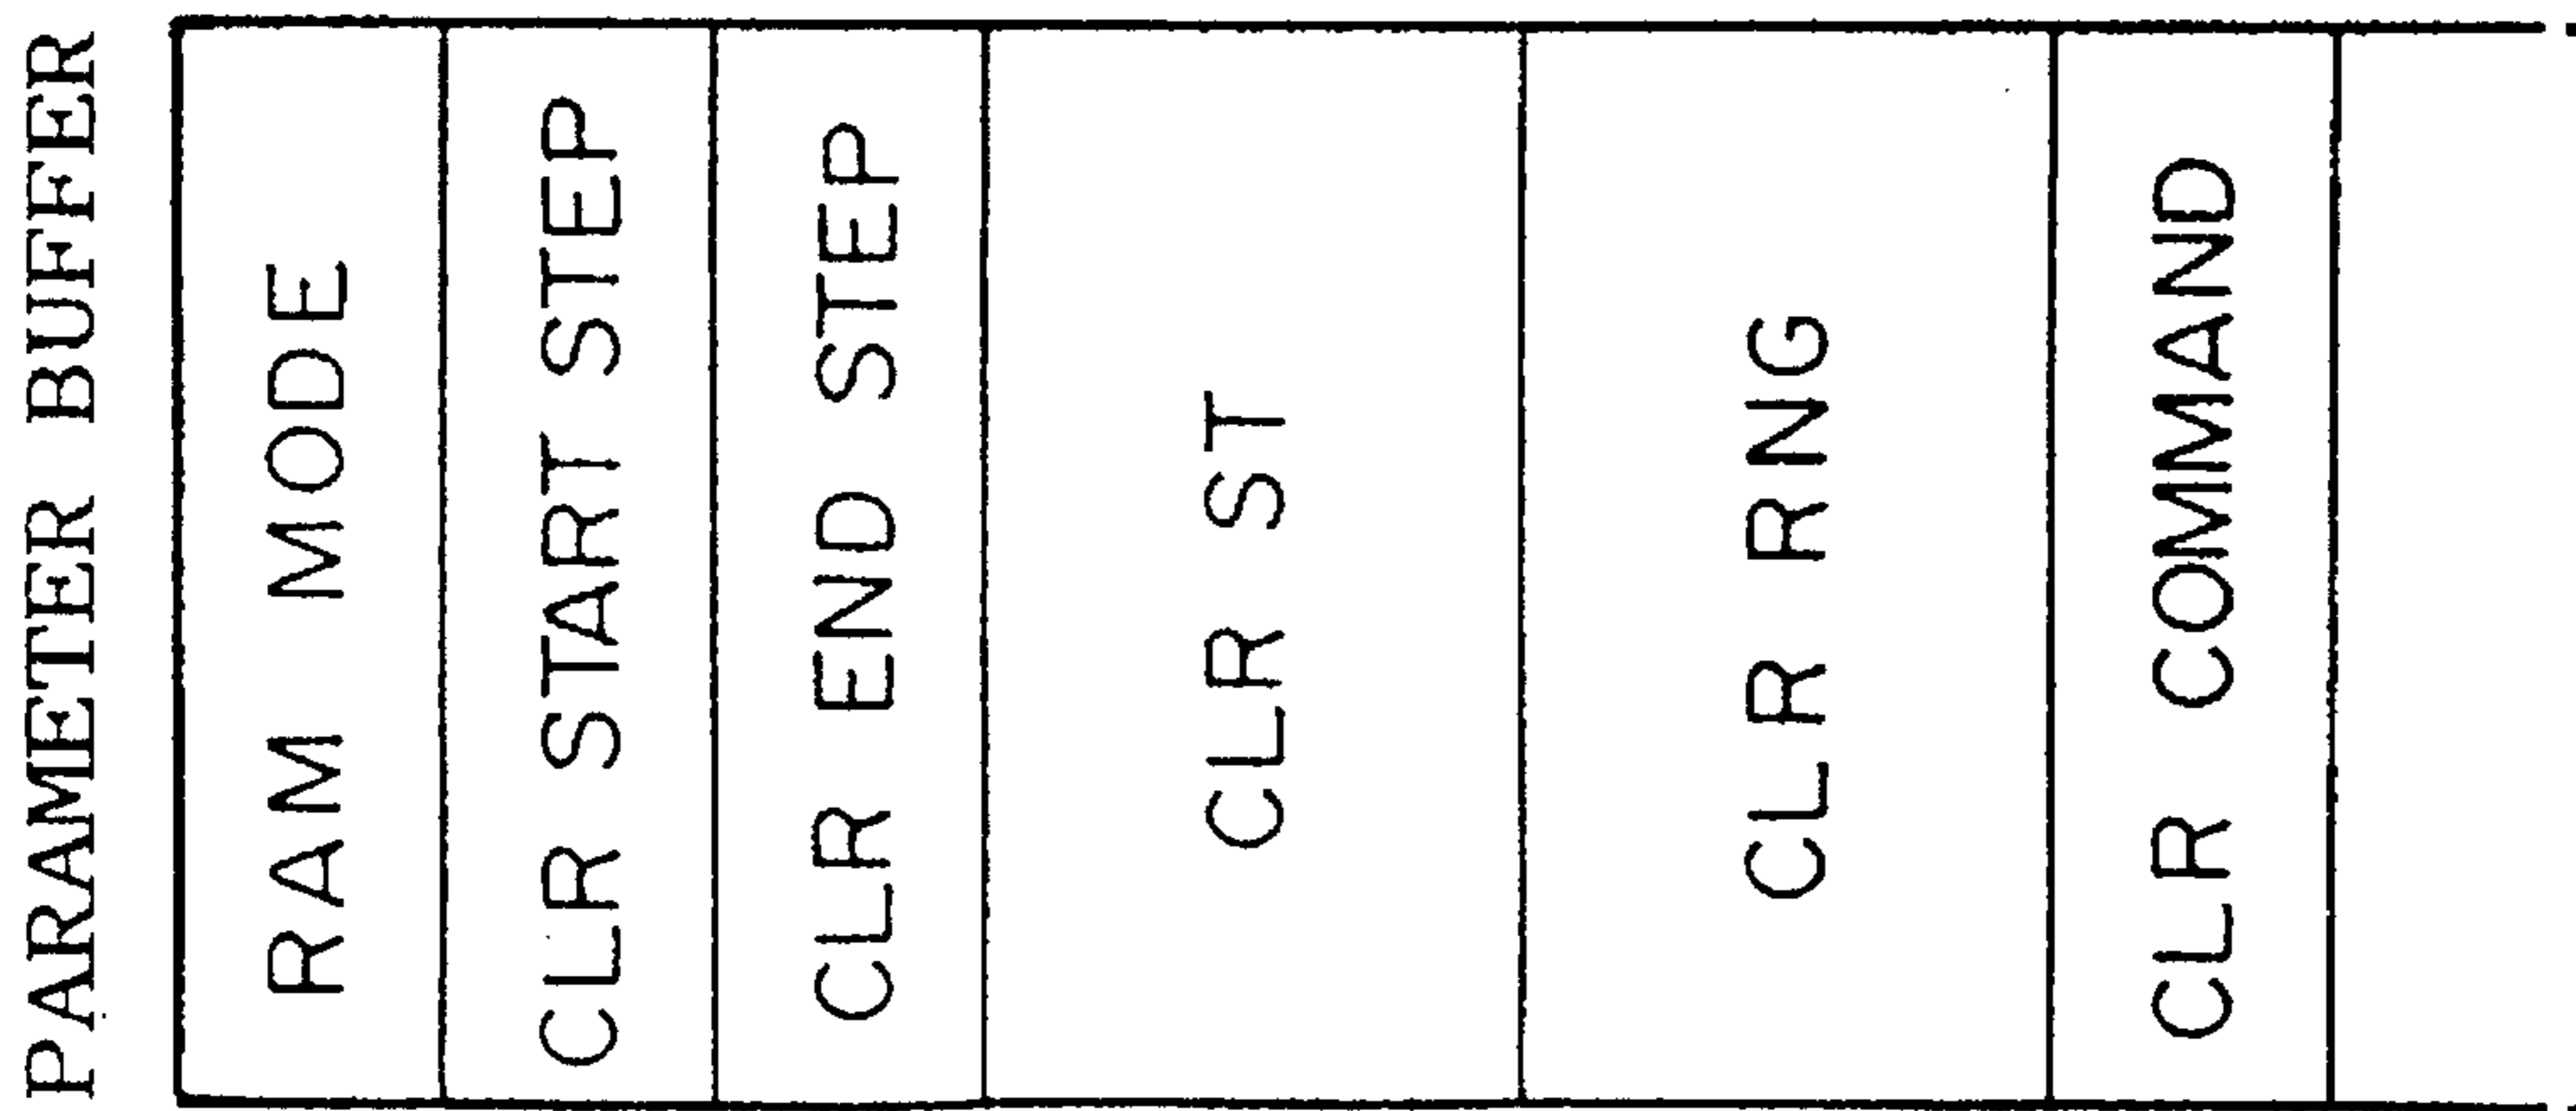 PARAMETER BUFFER
RAM MODE
CLR START STEP
CLR END STEP
CLR ST
CLR RNG
CLR COMMAND